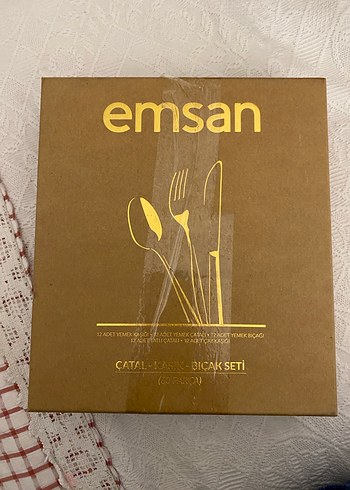 emsan
12 ADET YEMEK KAŞIĞI • 12 ADET YEMEK ÇATALI • 12 ADET YEMEK BIÇAĞI
12 ADET TATLI ÇATALI • 12 ADET ÇAY KAŞIĞI
ÇATAL - KAŞIK - BIÇAK SETİ
(60 PARÇA)